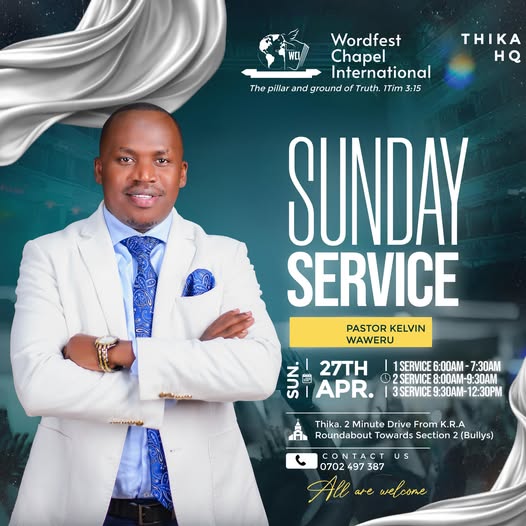 Wordfest
Chapel
International
WCI
The pillar and ground of Truth. 1Tim 3:15
THIKA
HQ
SUNDAY
SERVICE
PASTOR KELVIN
WAWERU
SUN.
27TH
APR.
1 SERVICE 6:00AM - 7:30AM
2 SERVICE 8:00AM-9:30AM
3 SERVICE 9:30AM-12:30PM
Thika. 2 Minute Drive From K.R.A
Roundabout Towards Section 2 (Bullys)
CONTACT US
0702 497 387
All are welcome